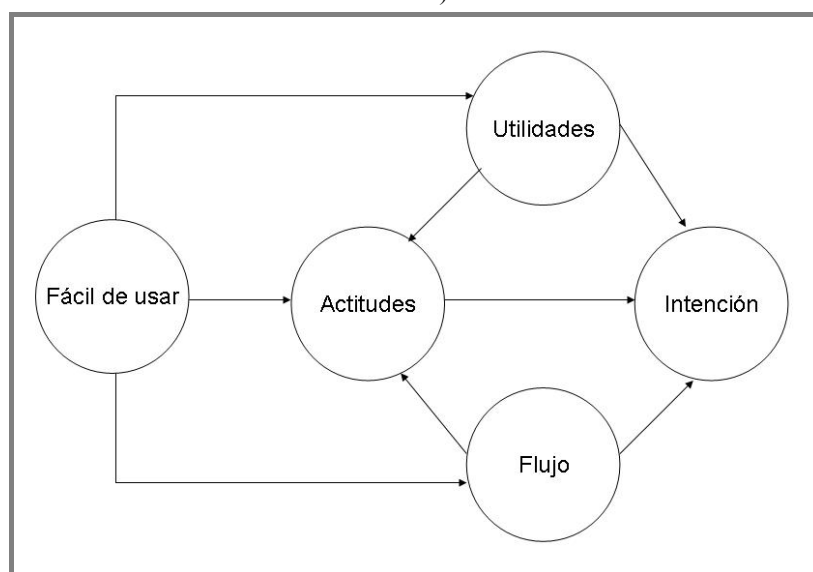 )
Utilidades
Fácil de usar
Actitudes
Intención
Flujo